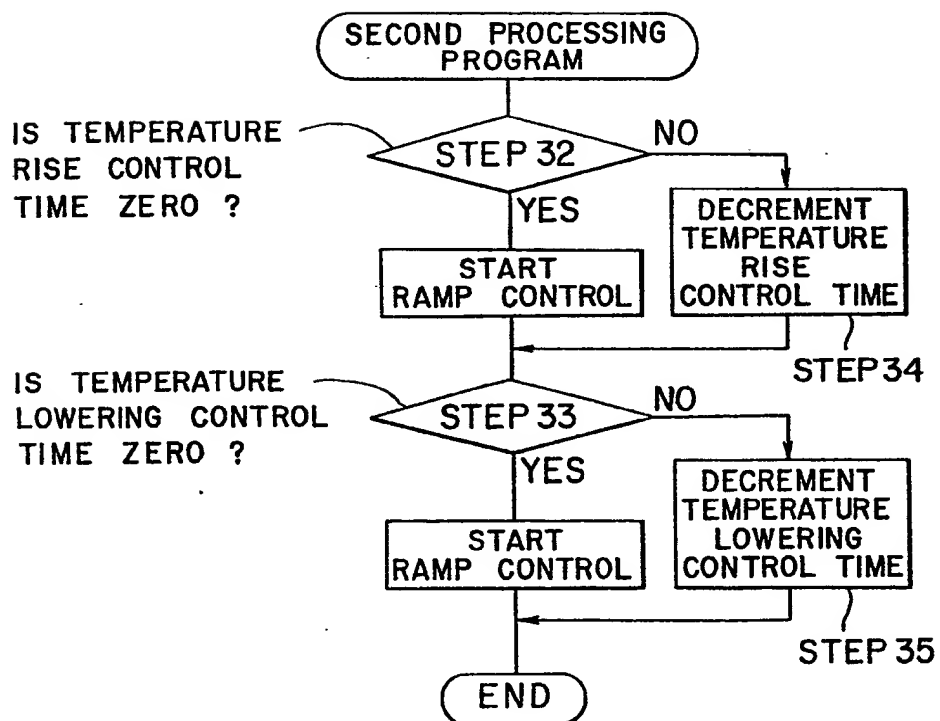 SECOND PROCESSING
PROGRAM
IS TEMPERATURE
RISE CONTROL
TIME ZERO ?
STEP 32
NO
YES
DECREMENT
TEMPERATURE
RISE
CONTROL TIME
START
RAMP CONTROL
STEP 34
IS TEMPERATURE
LOWERING CONTROL
TIME ZERO ?
STEP 33
NO
YES
DECREMENT
TEMPERATURE
LOWERING
CONTROL TIME
START
RAMP CONTROL
STEP 35
END